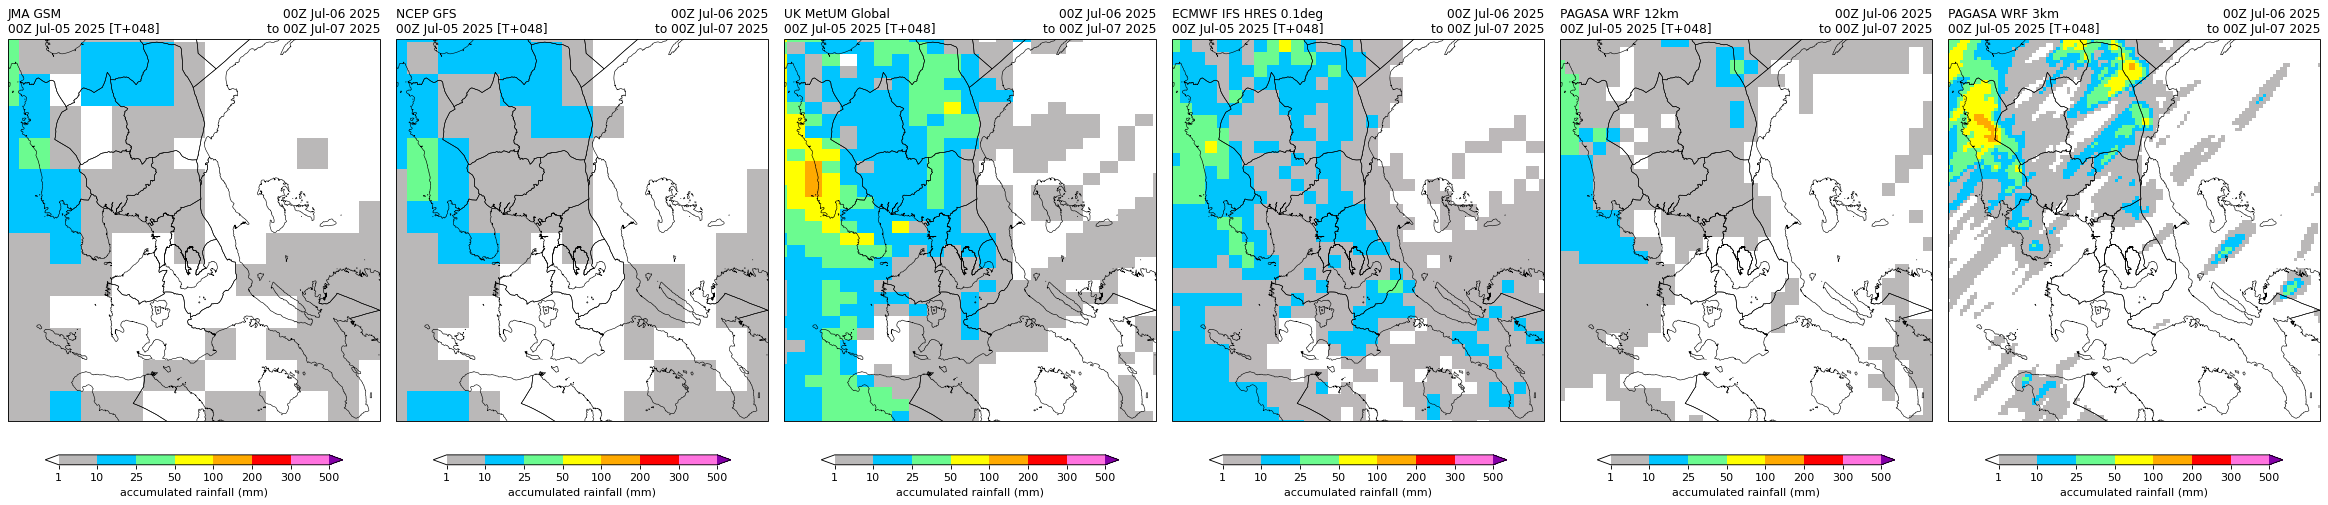 JMA GSM 00Z Jul-06 2025
00Z Jul-05 2025 [T+048] to 00Z Jul-07 2025
1 10 25 50 100 200 300 500
accumulated rainfall (mm)
NCEP GFS 00Z Jul-06 2025
00Z Jul-05 2025 [T+048] to 00Z Jul-07 2025
1 10 25 50 100 200 300 500
accumulated rainfall (mm)
UK MetUM Global 00Z Jul-06 2025
00Z Jul-05 2025 [T+048] to 00Z Jul-07 2025
1 10 25 50 100 200 300 500
accumulated rainfall (mm)
ECMWF IFS HRES 0.1deg 00Z Jul-06 2025
00Z Jul-05 2025 [T+048] to 00Z Jul-07 2025
1 10 25 50 100 200 300 500
accumulated rainfall (mm)
PAGASA WRF 12km 00Z Jul-06 2025
00Z Jul-05 2025 [T+048] to 00Z Jul-07 2025
1 10 25 50 100 200 300 500
accumulated rainfall (mm)
PAGASA WRF 3km 00Z Jul-06 2025
00Z Jul-05 2025 [T+048] to 00Z Jul-07 2025
1 10 25 50 100 200 300 500
accumulated rainfall (mm)